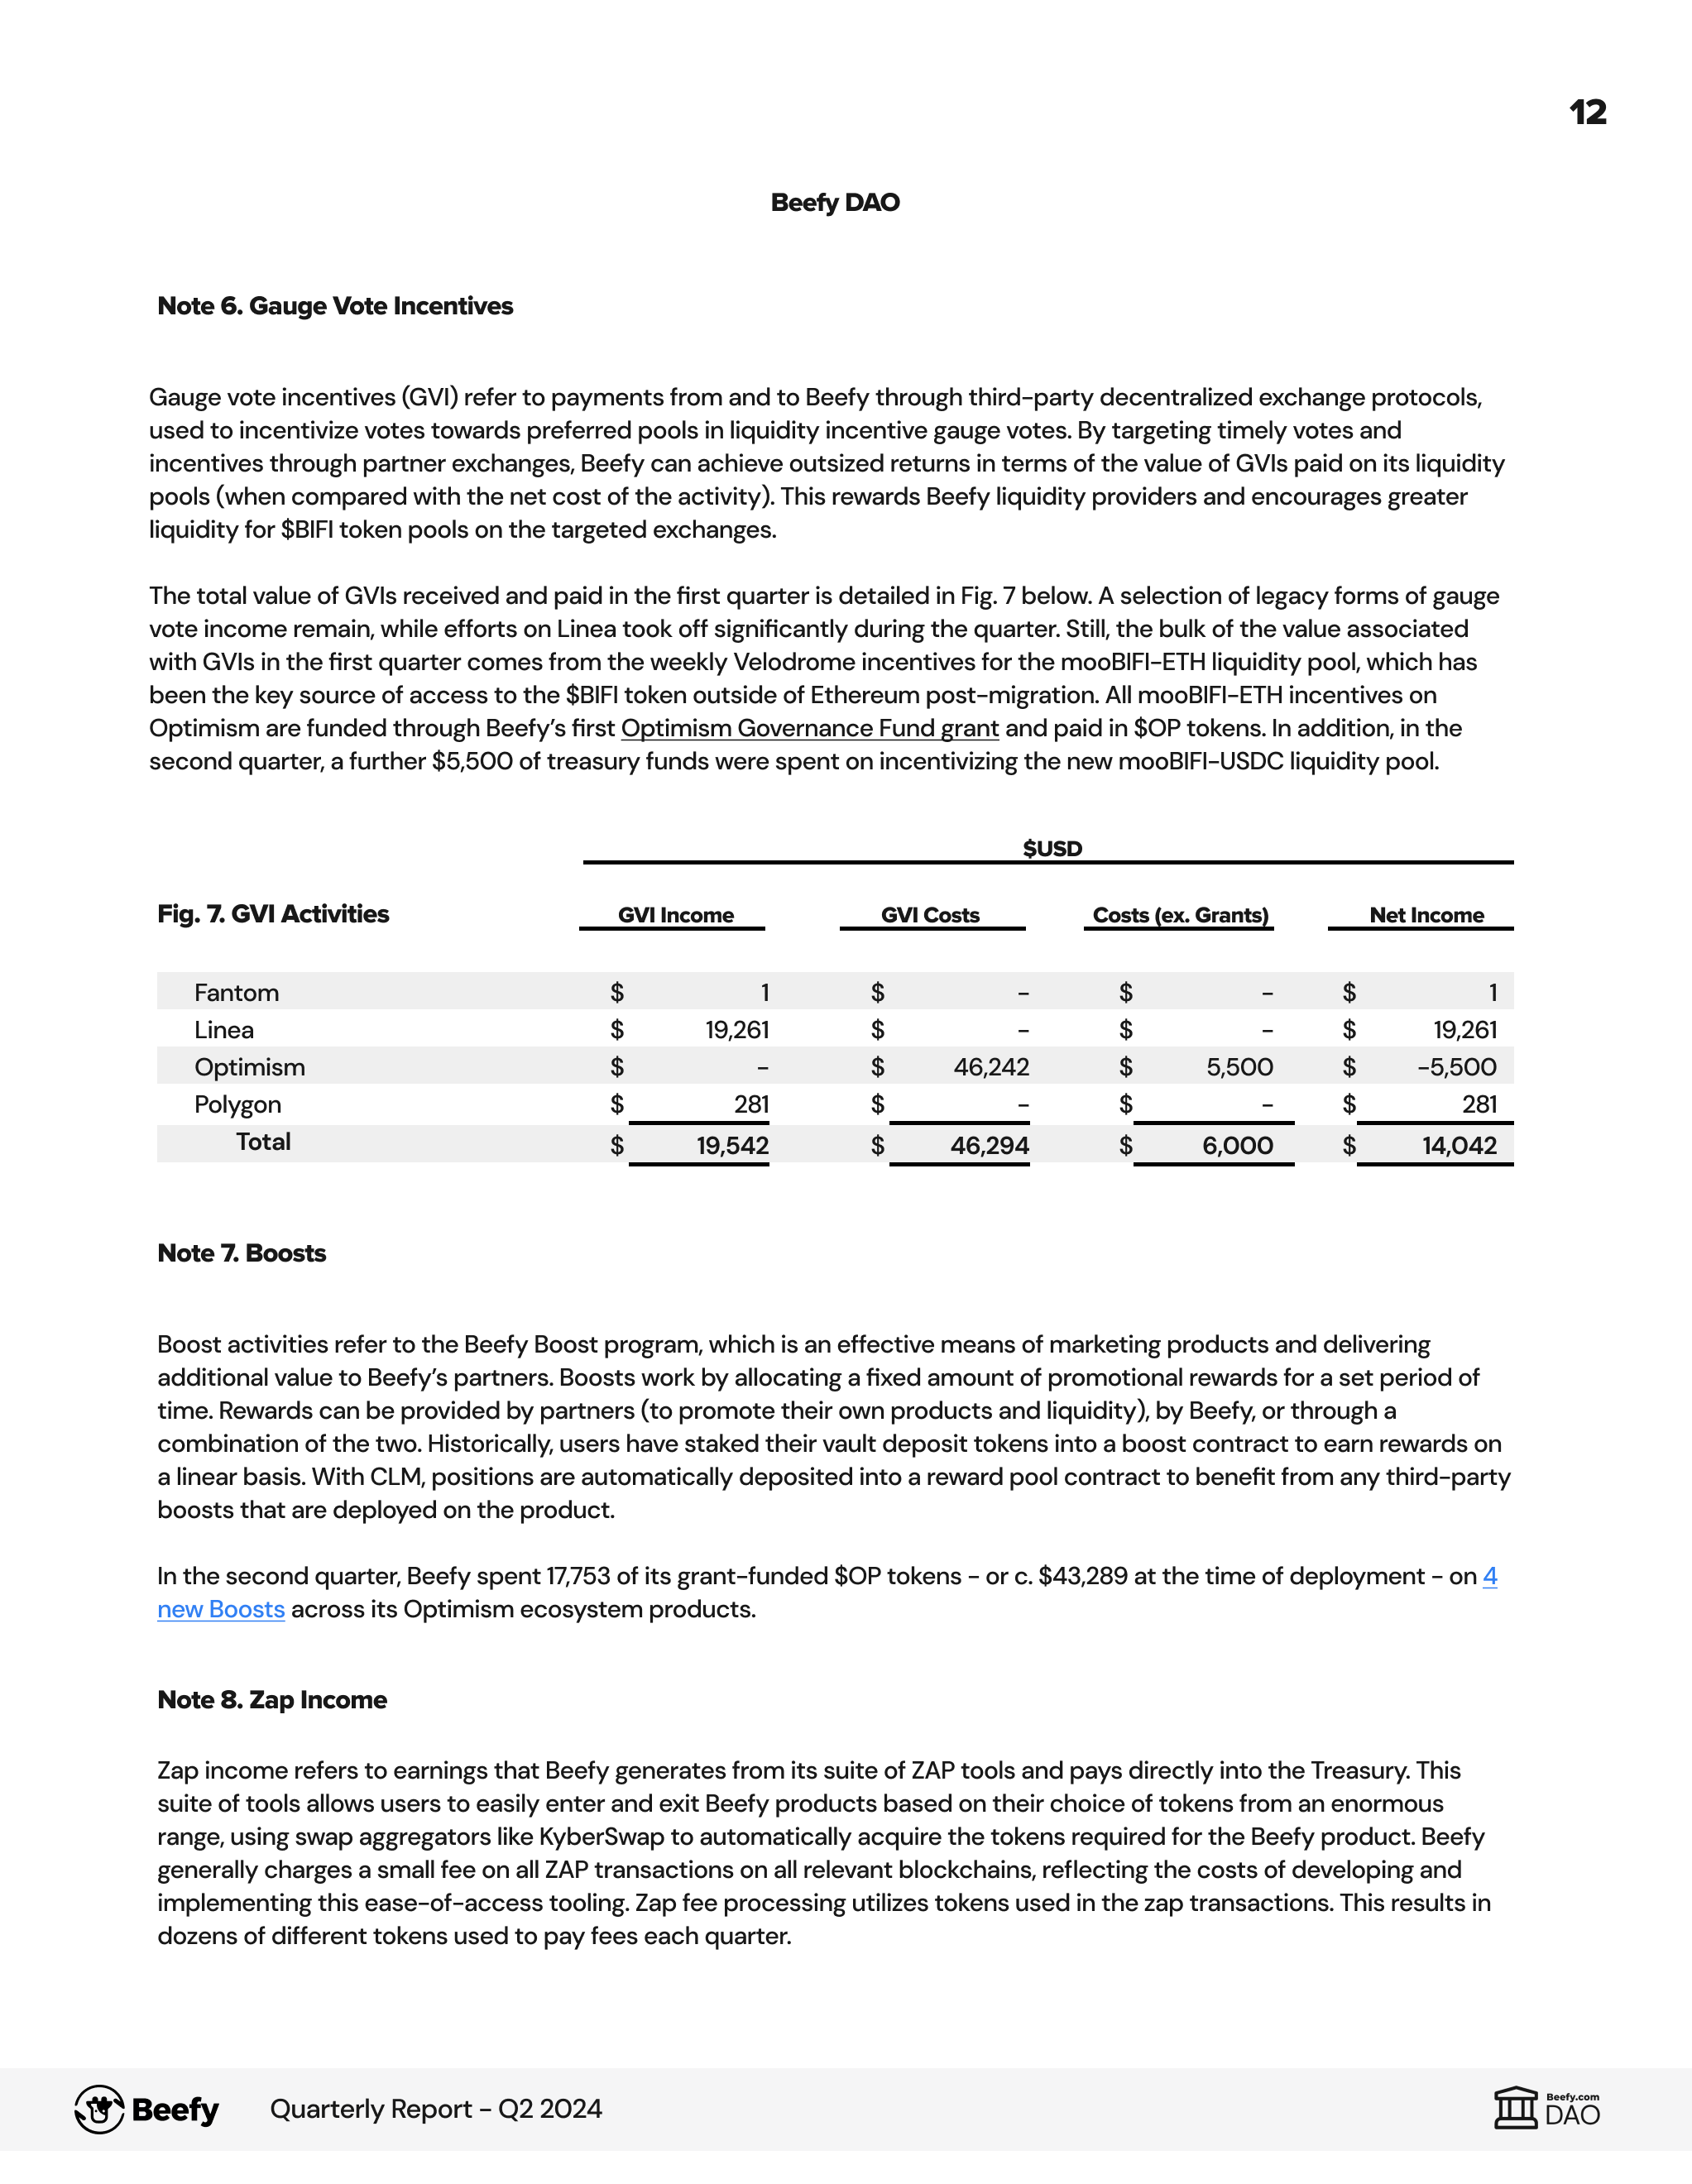 12
Beefy DAO
Note 6. Gauge Vote Incentives
Gauge vote incentives (GVI) refer to payments from and to Beefy through third-party decentralized exchange protocols,
used to incentivize votes towards preferred pools in liquidity incentive gauge votes. By targeting timely votes and
incentives through partner exchanges, Beefy can achieve outsized returns in terms of the value of GVIs paid on its liquidity
pools (when compared with the net cost of the activity). This rewards Beefy liquidity providers and encourages greater
liquidity for $BIFI token pools on the targeted exchanges.
The total value of GVIs received and paid in the first quarter is detailed in Fig. 7 below. A selection of legacy forms of gauge
vote income remain, while efforts on Linea took off significantly during the quarter. Still, the bulk of the value associated
with GVIs in the first quarter comes from the weekly Velodrome incentives for the mooBIFI-ETH liquidity pool, which has
been the key source of access to the $BIFI token outside of Ethereum post-migration. All mooBIFI-ETH incentives on
Optimism are funded through Beefy's first Optimism Governance Fund grant and paid in $OP tokens. In addition, in the
second quarter, a further $5,500 of treasury funds were spent on incentivizing the new mooBIFI-USDC liquidity pool.
$USD
Fig. 7. GVI Activities GVI Income GVI Costs Costs (ex. Grants) Net Income
Fantom $ 1 $ - $ - $ 1
Linea $ 19,261 $ - $ - $ 19,261
Optimism $ - $ 46,242 $ 5,500 $ -5,500
Polygon $ 281 $ - $ - $ 281
Total $ 19,542 $ 46,294 $ 6,000 $ 14,042
Note 7. Boosts
Boost activities refer to the Beefy Boost program, which is an effective means of marketing products and delivering
additional value to Beefy's partners. Boosts work by allocating a fixed amount of promotional rewards for a set period of
time. Rewards can be provided by partners (to promote their own products and liquidity), by Beefy, or through a
combination of the two. Historically, users have staked their vault deposit tokens into a boost contract to earn rewards on
a linear basis. With CLM, positions are automatically deposited into a reward pool contract to benefit from any third-party
boosts that are deployed on the product.
In the second quarter, Beefy spent 17,753 of its grant-funded $OP tokens - or c. $43,289 at the time of deployment - on 4
new Boosts across its Optimism ecosystem products.
Note 8. Zap Income
Zap income refers to earnings that Beefy generates from its suite of ZAP tools and pays directly into the Treasury. This
suite of tools allows users to easily enter and exit Beefy products based on their choice of tokens from an enormous
range, using swap aggregators like KyberSwap to automatically acquire the tokens required for the Beefy product. Beefy
generally charges a small fee on all ZAP transactions on all relevant blockchains, reflecting the costs of developing and
implementing this ease-of-access tooling. Zap fee processing utilizes tokens used in the zap transactions. This results in
dozens of different tokens used to pay fees each quarter.
Beefy Quarterly Report - Q2 2024
Beefy.com
DAO